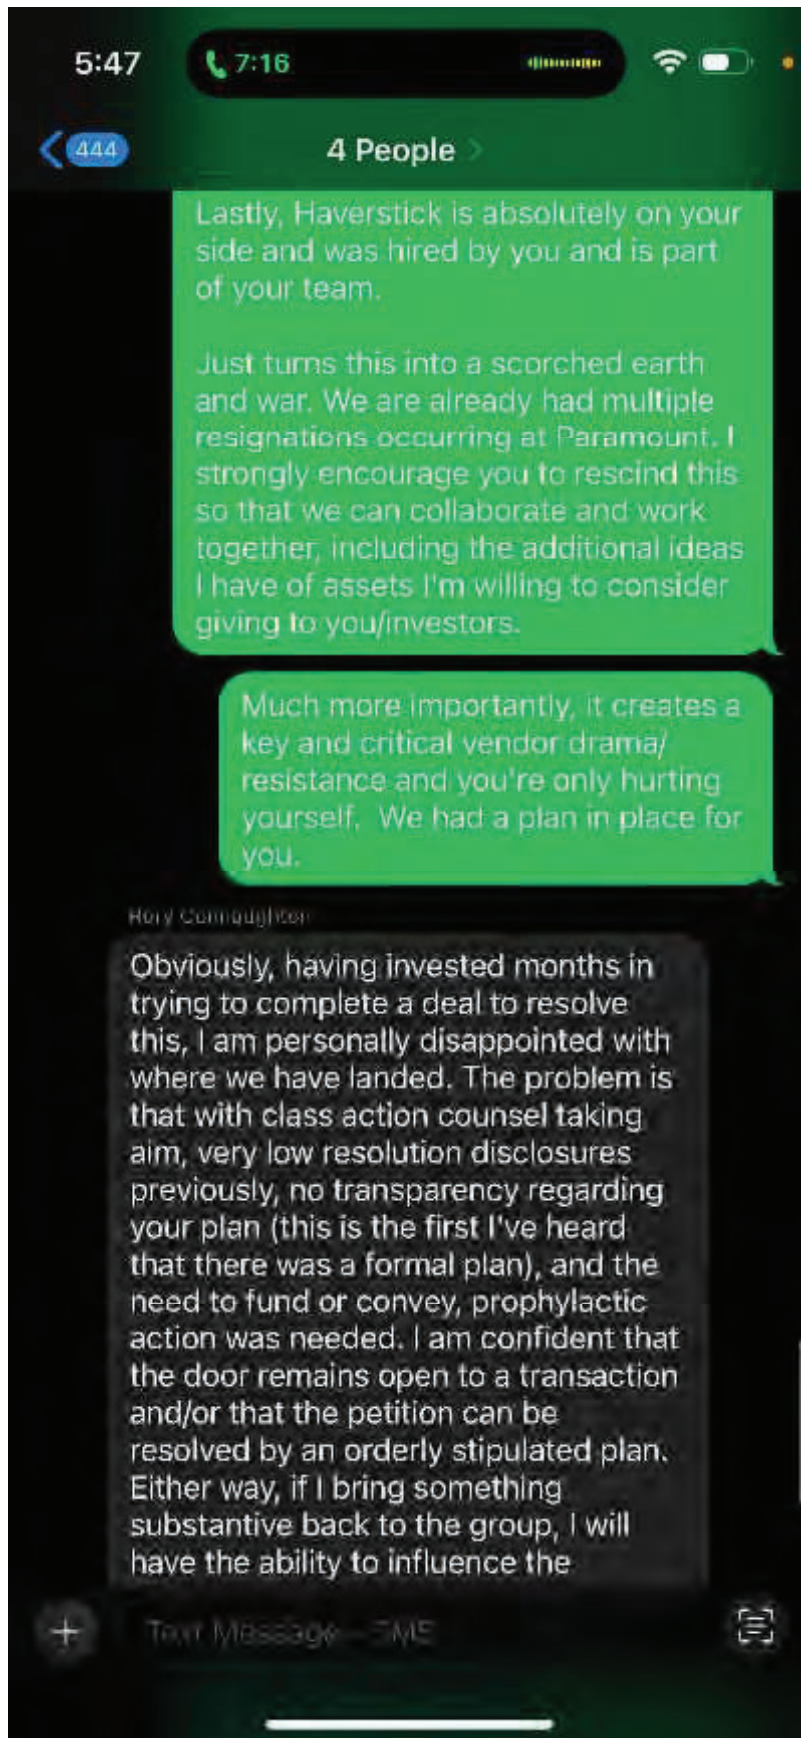 5:47
7:16
444
4 People
Lastly, Haverstick is absolutely on your
side and was hired by you and is part
of your team.
Just turns this into a scorched earth
and war. We are already had multiple
resignations occurring at Paramount. I
strongly encourage you to rescind this
so that we can collaborate and work
together, including the additional ideas
I have of assets I'm willing to consider
giving to you/investors.
Much more importantly, it creates a
key and critical vendor drama/
resistance and you're only hurting
yourself. We had a plan in place for
you.
Rory Connaughton
Obviously, having invested months in
trying to complete a deal to resolve
this, I am personally disappointed with
where we have landed. The problem is
that with class action counsel taking
aim, very low resolution disclosures
previously, no transparency regarding
your plan (this is the first I've heard
that there was a formal plan), and the
need to fund or convey, prophylactic
action was needed. I am confident that
the door remains open to a transaction
and/or that the petition can be
resolved by an orderly stipulated plan.
Either way, if I bring something
substantive back to the group, I will
have the ability to influence the
Text Message - SMS